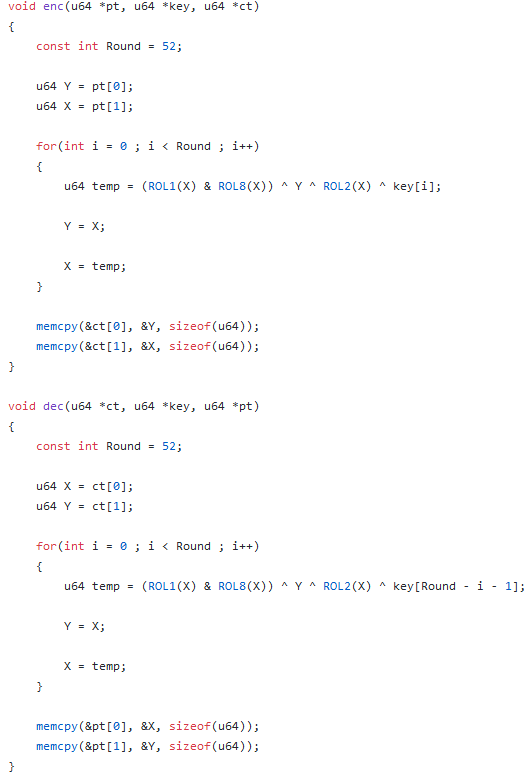 void enc(u64 *pt, u64 *key, u64 *ct)
{
    const int Round = 52;

    u64 Y = pt[0];
    u64 X = pt[1];

    for(int i = 0 ; i < Round ; i++)
    {
        u64 temp = (ROL1(X) & ROL8(X)) ^ Y ^ ROL2(X) ^ key[i];

        Y = X;

        X = temp;
    }

    memcpy(&ct[0], &Y, sizeof(u64));
    memcpy(&ct[1], &X, sizeof(u64));
}

void dec(u64 *ct, u64 *key, u64 *pt)
{
    const int Round = 52;

    u64 X = ct[0];
    u64 Y = ct[1];

    for(int i = 0 ; i < Round ; i++)
    {
        u64 temp = (ROL1(X) & ROL8(X)) ^ Y ^ ROL2(X) ^ key[Round - i - 1];

        Y = X;

        X = temp;
    }

    memcpy(&pt[0], &X, sizeof(u64));
    memcpy(&pt[1], &Y, sizeof(u64));
}